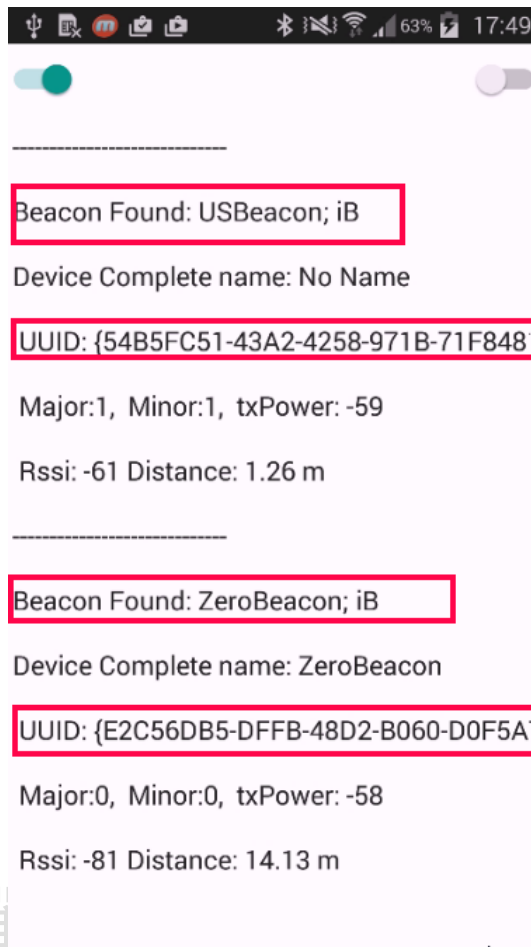 63% 17:49
----------------------------
Beacon Found: USBeacon; iB
Device Complete name: No Name
UUID: {54B5FC51-43A2-4258-971B-71F848
Major:1, Minor:1, txPower: -59
Rssi: -61 Distance: 1.26 m
----------------------------
Beacon Found: ZeroBeacon; iB
Device Complete name: ZeroBeacon
UUID: {E2C56DB5-DFFB-48D2-B060-D0F5A
Major:0, Minor:0, txPower: -58
Rssi: -81 Distance: 14.13 m